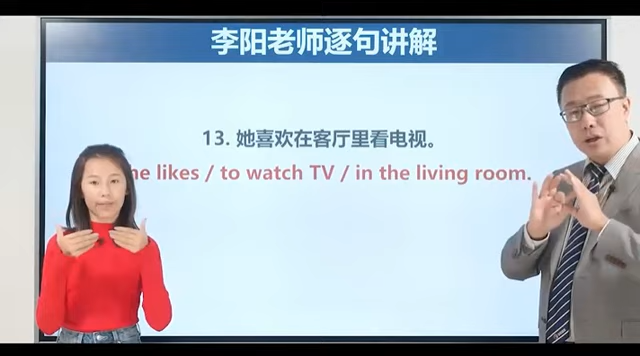 李阳老师逐句讲解
13. 她喜欢在客厅里看电视。
he likes / to watch TV / in the living room.